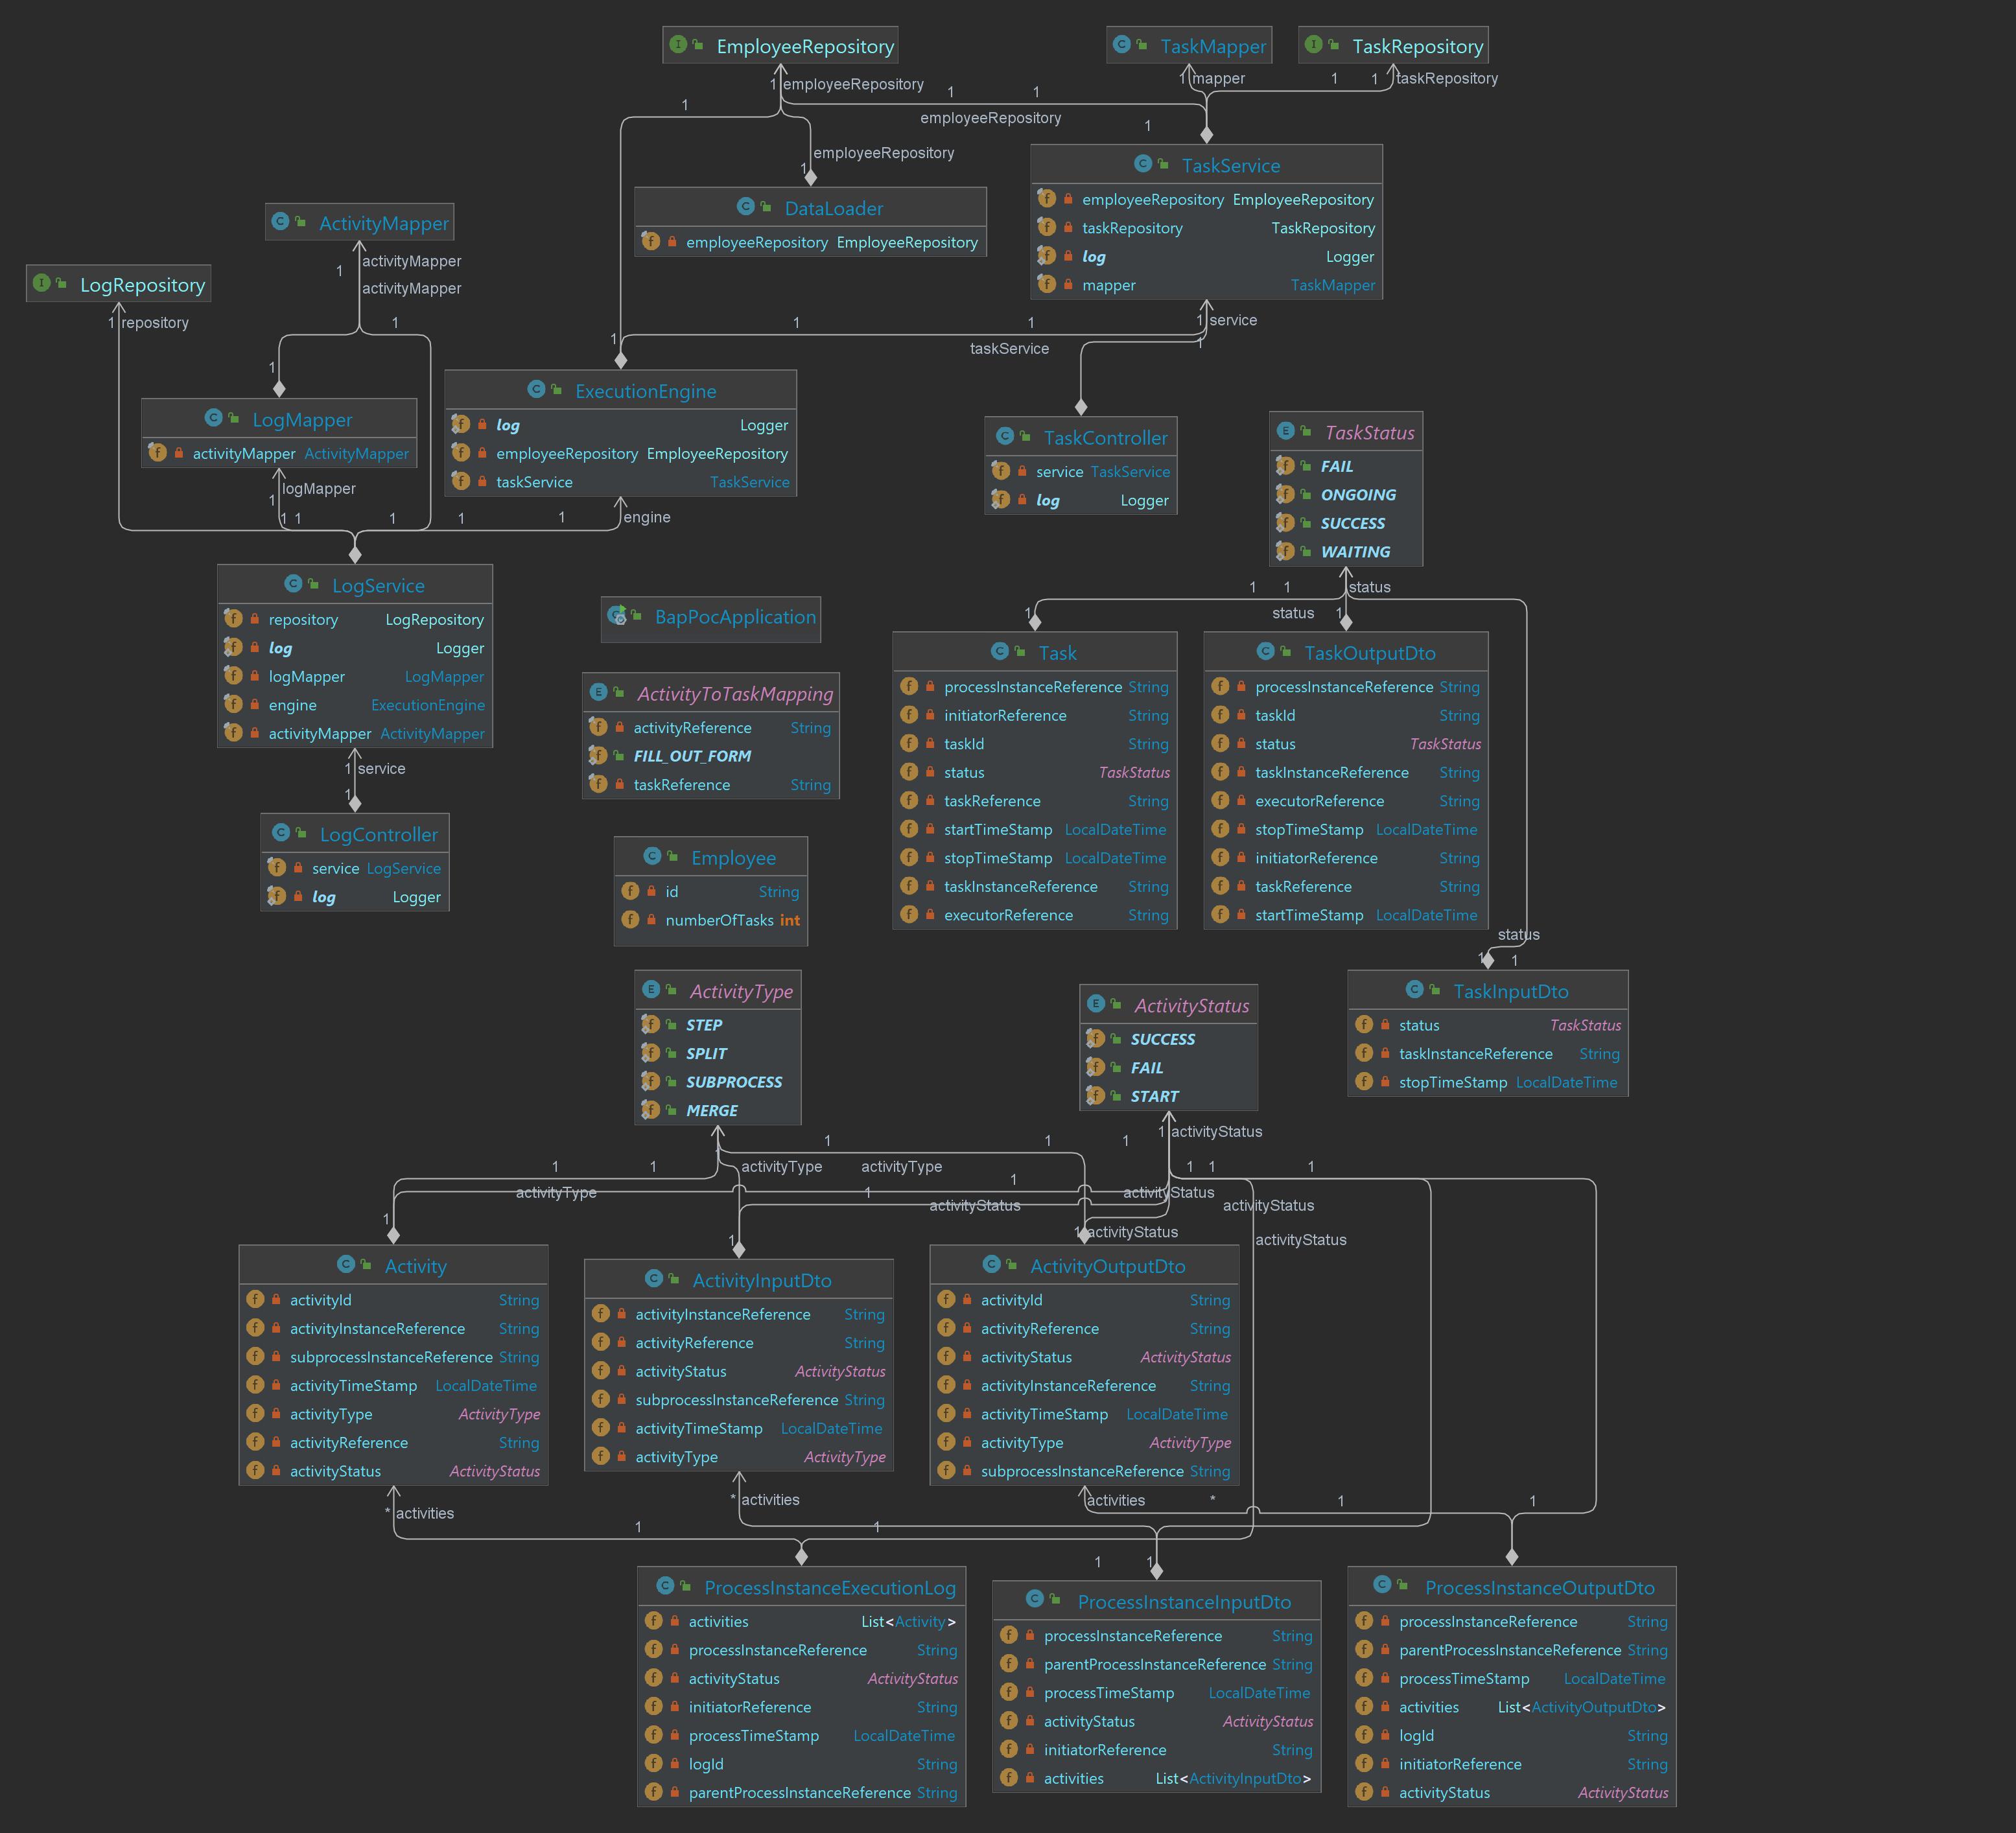 EmployeeRepository
TaskMapper
TaskRepository
1 employeeRepository
1 mapper
1 1 taskRepository
1
1 1
employeeRepository
1
employeeRepository
1
TaskService
employeeRepository EmployeeRepository
taskRepository TaskRepository
log Logger
mapper TaskMapper
DataLoader
employeeRepository EmployeeRepository
ActivityMapper
1 activityMapper
activityMapper
LogRepository
1 repository
1
1
1 1
1 service
taskService
1
1
LogMapper
activityMapper ActivityMapper
ExecutionEngine
log Logger
employeeRepository EmployeeRepository
taskService TaskService
TaskController
service TaskService
log Logger
TaskStatus
FAIL
ONGOING
SUCCESS
WAITING
logMapper
1
1 1 1 1 1 engine
LogService
repository LogRepository
log Logger
logMapper LogMapper
engine ExecutionEngine
activityMapper ActivityMapper
BapPocApplication
1 1 status
status
1 1
ActivityToTaskMapping
activityReference String
FILL_OUT_FORM
taskReference String
Task
processInstanceReference String
initiatorReference String
taskId String
status TaskStatus
taskReference String
startTimeStamp LocalDateTime
stopTimeStamp LocalDateTime
taskInstanceReference String
executorReference String
TaskOutputDto
processInstanceReference String
taskId String
status TaskStatus
taskInstanceReference String
executorReference String
stopTimeStamp LocalDateTime
initiatorReference String
taskReference String
startTimeStamp LocalDateTime
1 service
1
LogController
service LogService
log Logger
Employee
id String
numberOfTasks int
status
1 1
TaskInputDto
status TaskStatus
taskInstanceReference String
stopTimeStamp LocalDateTime
ActivityType
STEP
SPLIT
SUBPROCESS
MERGE
ActivityStatus
SUCCESS
FAIL
START
1 1 1 1 activityStatus
1 1 activityType activityType 1 1 1
activityType 1 1 activityStatus
activityStatus activityStatus
1 1 1 activityStatus
activityStatus
Activity
activityId String
activityInstanceReference String
subprocessInstanceReference String
activityTimeStamp LocalDateTime
activityType ActivityType
activityReference String
activityStatus ActivityStatus
ActivityInputDto
activityInstanceReference String
activityReference String
activityStatus ActivityStatus
subprocessInstanceReference String
activityTimeStamp LocalDateTime
activityType ActivityType
ActivityOutputDto
activityId String
activityReference String
activityStatus ActivityStatus
activityInstanceReference String
activityTimeStamp LocalDateTime
activityType ActivityType
subprocessInstanceReference String
* activities
* activities
activities * 1 1
1 1
1 1
ProcessInstanceExecutionLog
activities List<Activity>
processInstanceReference String
activityStatus ActivityStatus
initiatorReference String
processTimeStamp LocalDateTime
logId String
parentProcessInstanceReference String
ProcessInstanceInputDto
processInstanceReference String
parentProcessInstanceReference String
processTimeStamp LocalDateTime
activityStatus ActivityStatus
initiatorReference String
activities List<ActivityInputDto>
ProcessInstanceOutputDto
processInstanceReference String
parentProcessInstanceReference String
processTimeStamp LocalDateTime
activities List<ActivityOutputDto>
logId String
initiatorReference String
activityStatus ActivityStatus